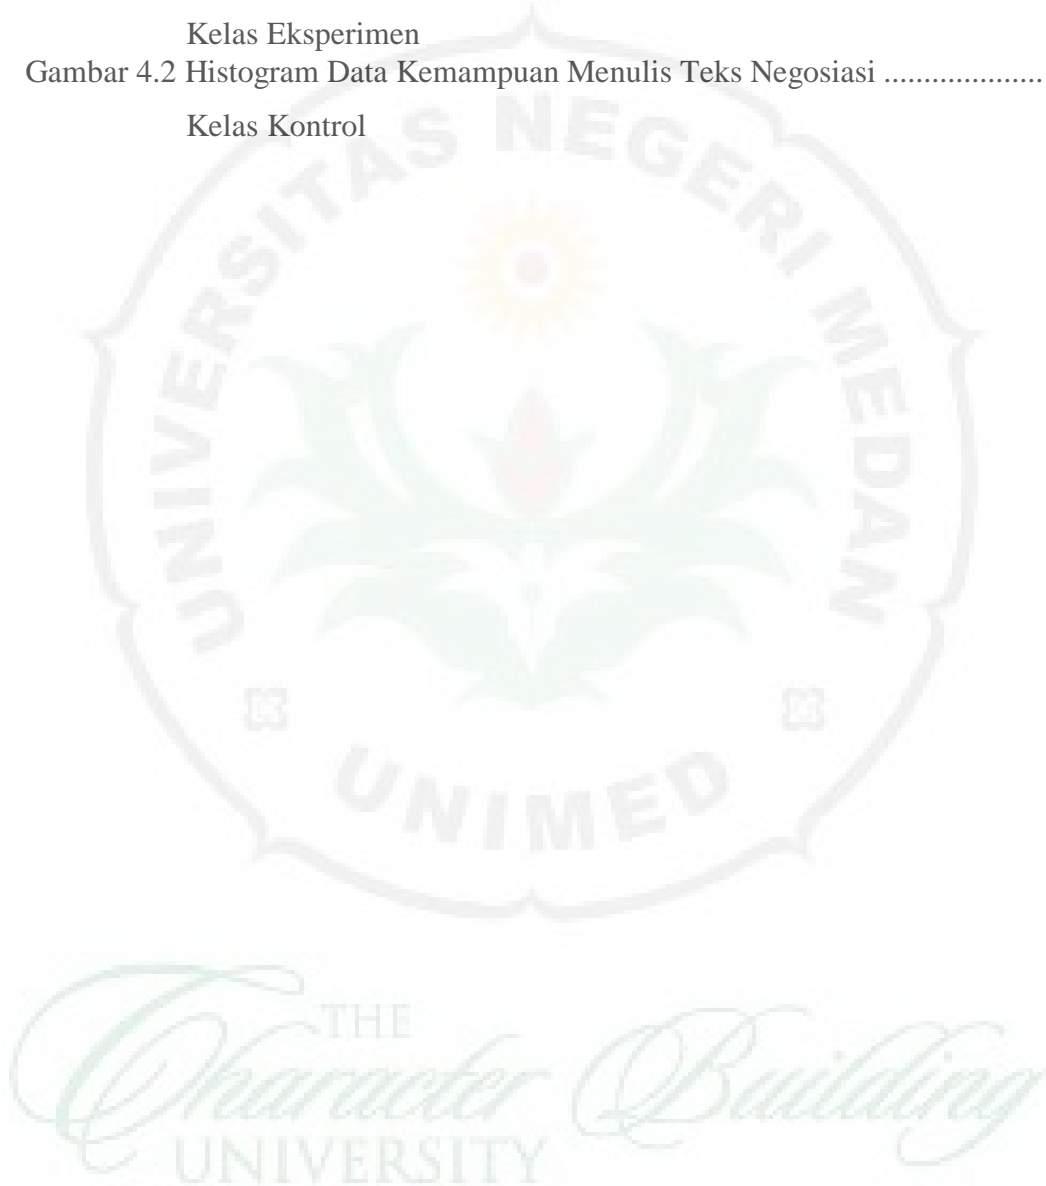 Kelas Eksperimen
Gambar 4.2 Histogram Data Kemampuan Menulis Teks Negosiasi ....................
Kelas Kontrol
UNIVERSITAS NEGERI MEDAN
UNIMED
THE
Character Building
UNIVERSITY